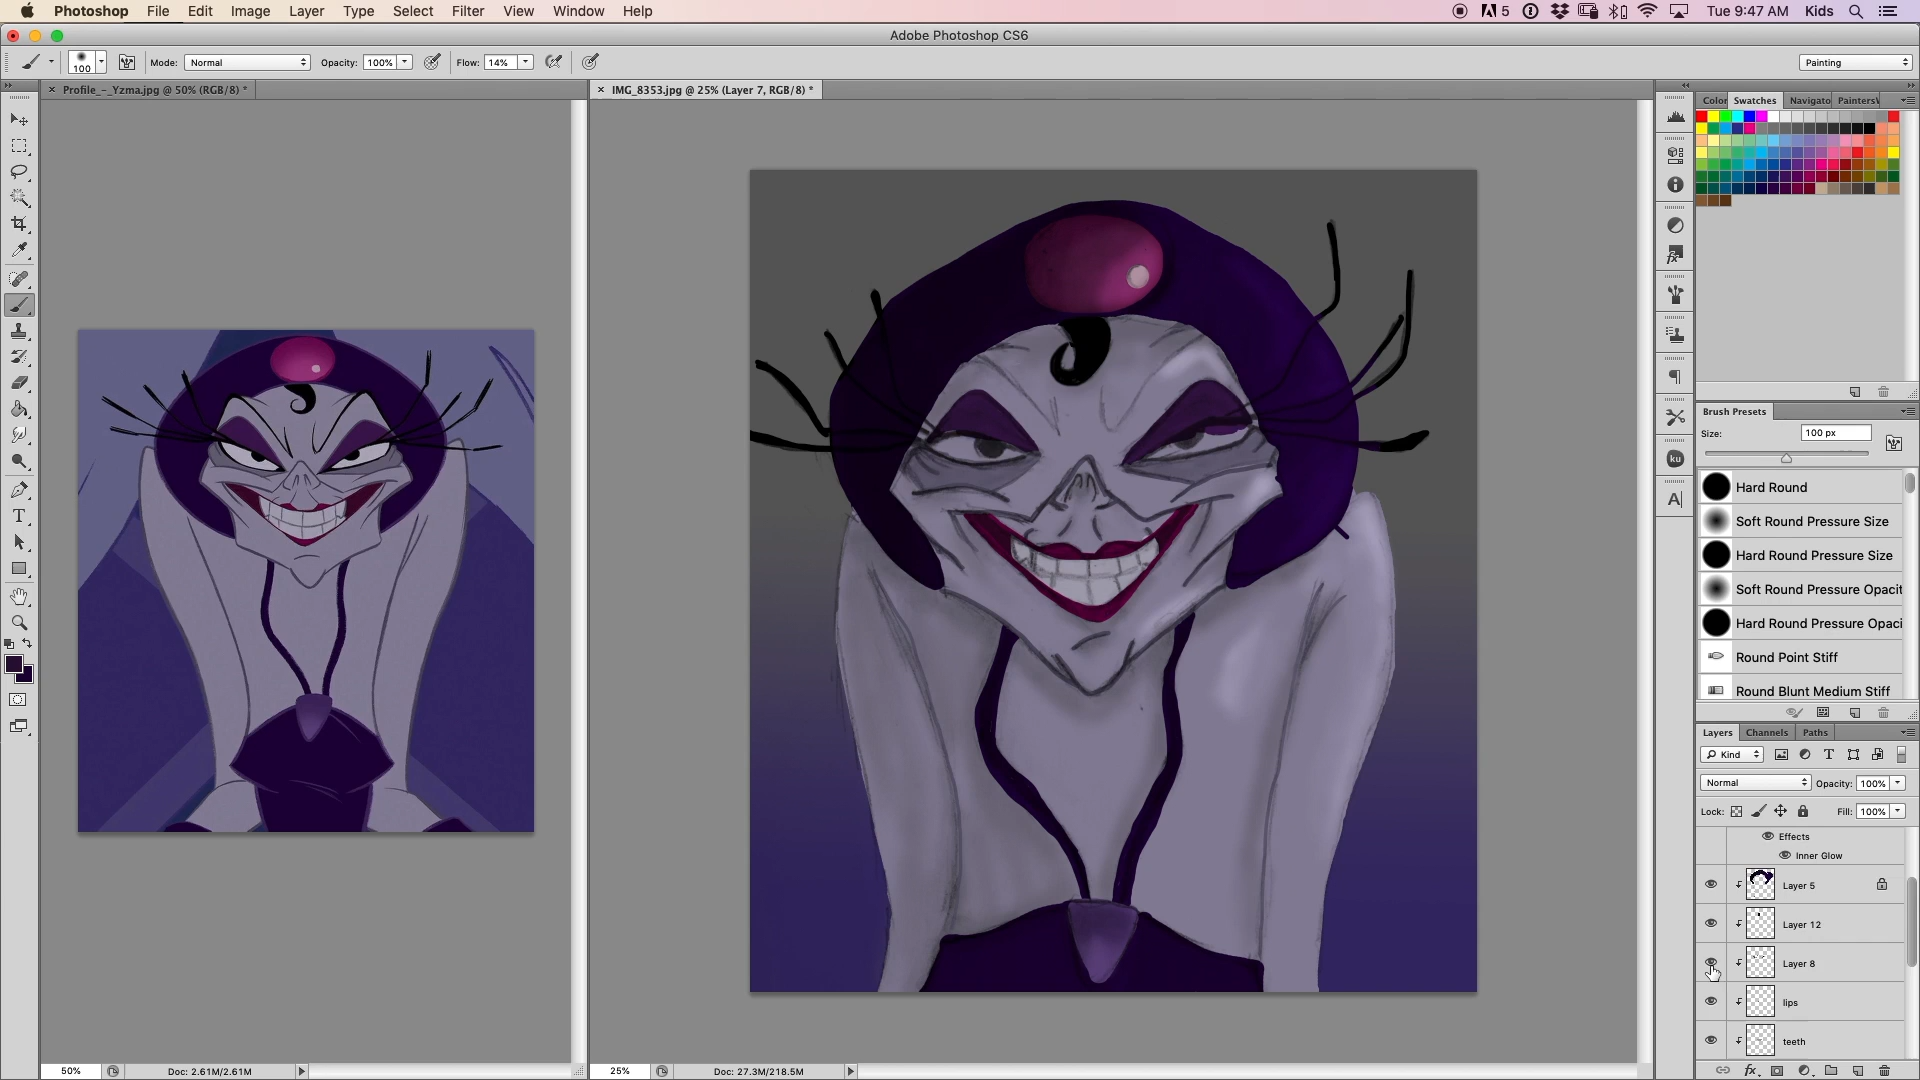 Photoshop File Edit Image Layer Type Select Filter View Window Help 5 Tue 9:47 AM Kids
Adobe Photoshop CS6
100 Mode: Normal Opacity: 100% Flow: 14% Painting
Profile_-_Yzma.jpg @ 50% (RGB/8) *
IMG_8353.jpg @ 25% (Layer 7, RGB/8) *
Color Swatches Navigato Painters
Brush Presets
Size: 100 px
Hard Round
Soft Round Pressure Size
Hard Round Pressure Size
Soft Round Pressure Opacit
Hard Round Pressure Opaci
Round Point Stiff
Round Blunt Medium Stiff
Layers Channels Paths
Kind
Normal Opacity: 100%
Lock: Fill: 100%
Effects
Inner Glow
Layer 5
Layer 12
Layer 8
lips
teeth
50% Doc: 2.61M/2.61M
25% Doc: 27.3M/218.5M